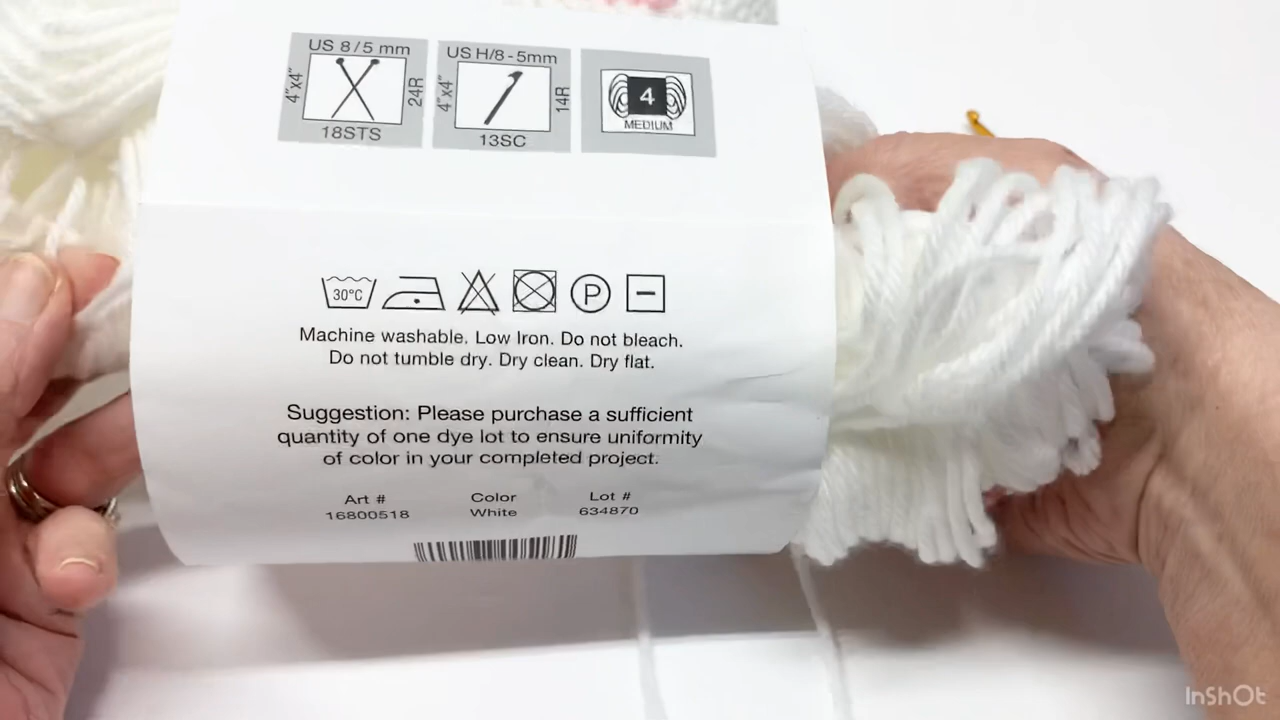 US 8/5 mm
4"x4"
24R
18STS
US H/8-5mm
4"x4"
14R
13SC
4
MEDIUM
30°C
P
Machine washable. Low Iron. Do not bleach.
Do not tumble dry. Dry clean. Dry flat.
Suggestion: Please purchase a sufficient
quantity of one dye lot to ensure uniformity
of color in your completed project.
Art # Color Lot #
16800518 White 634870
InShOt